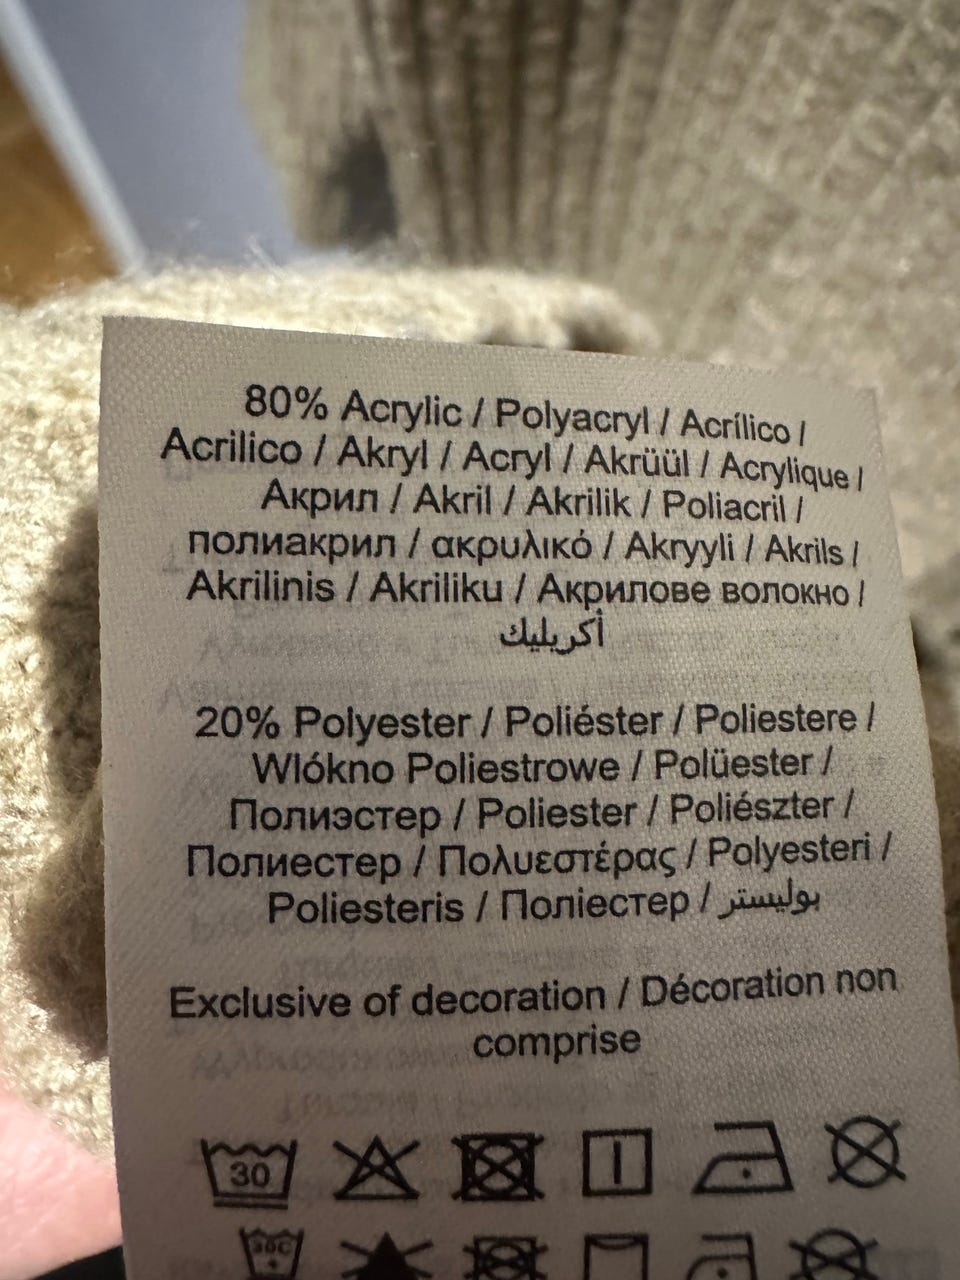 80% Acrylic / Polyacryl / Acrílico /
Acrilico / Akryl / Acryl / Akrüül / Acrylique /
Акрил / Akril / Akrilik / Poliacril /
полиакрил / ακρυλικό / Akryyli / Akrils /
Akrilinis / Akriliku / Акрилове волокно /
أكريليك
20% Polyester / Poliéster / Poliestere /
Wlókno Poliestrowe / Polüester /
Полиэстер / Poliester / Poliészter /
Полиестер / Πολυεστέρας / Polyesteri /
Poliesteris / Поліестер / بوليستر
Exclusive of decoration / Décoration non
comprise
30